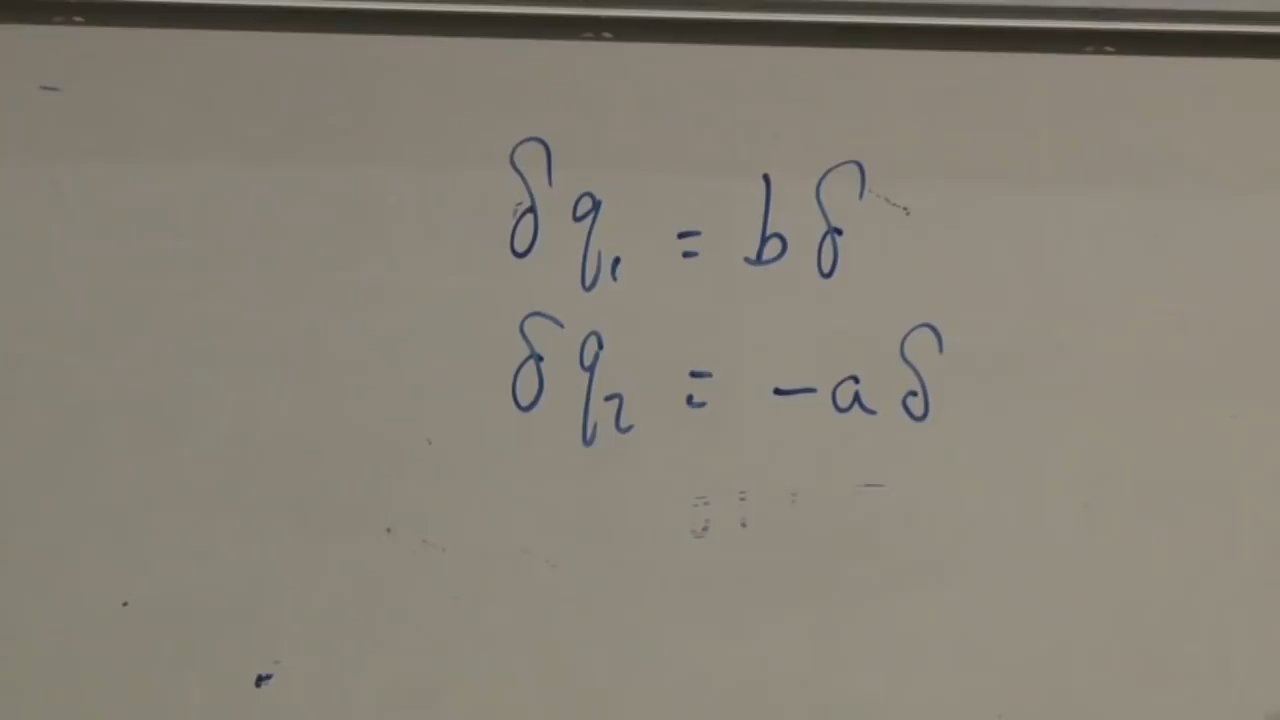 δq₁ = bδ
δq₂ = -aδ